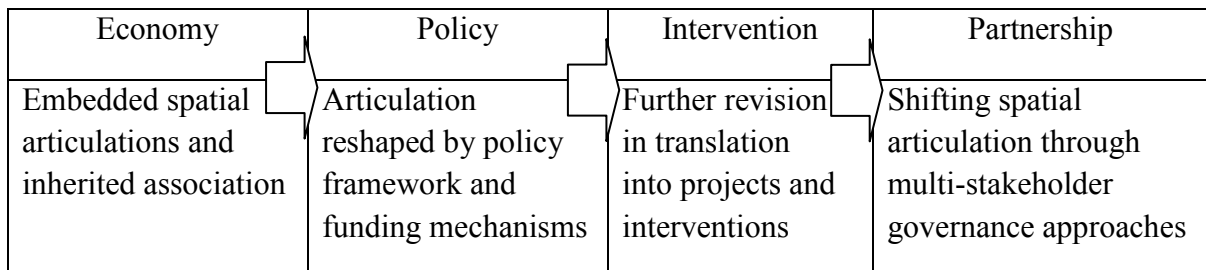 Economy
Policy
Intervention
Partnership
Embedded spatial
articulations and
inherited association
Articulation
reshaped by policy
framework and
funding mechanisms
Further revision
in translation
into projects and
interventions
Shifting spatial
articulation through
multi-stakeholder
governance approaches